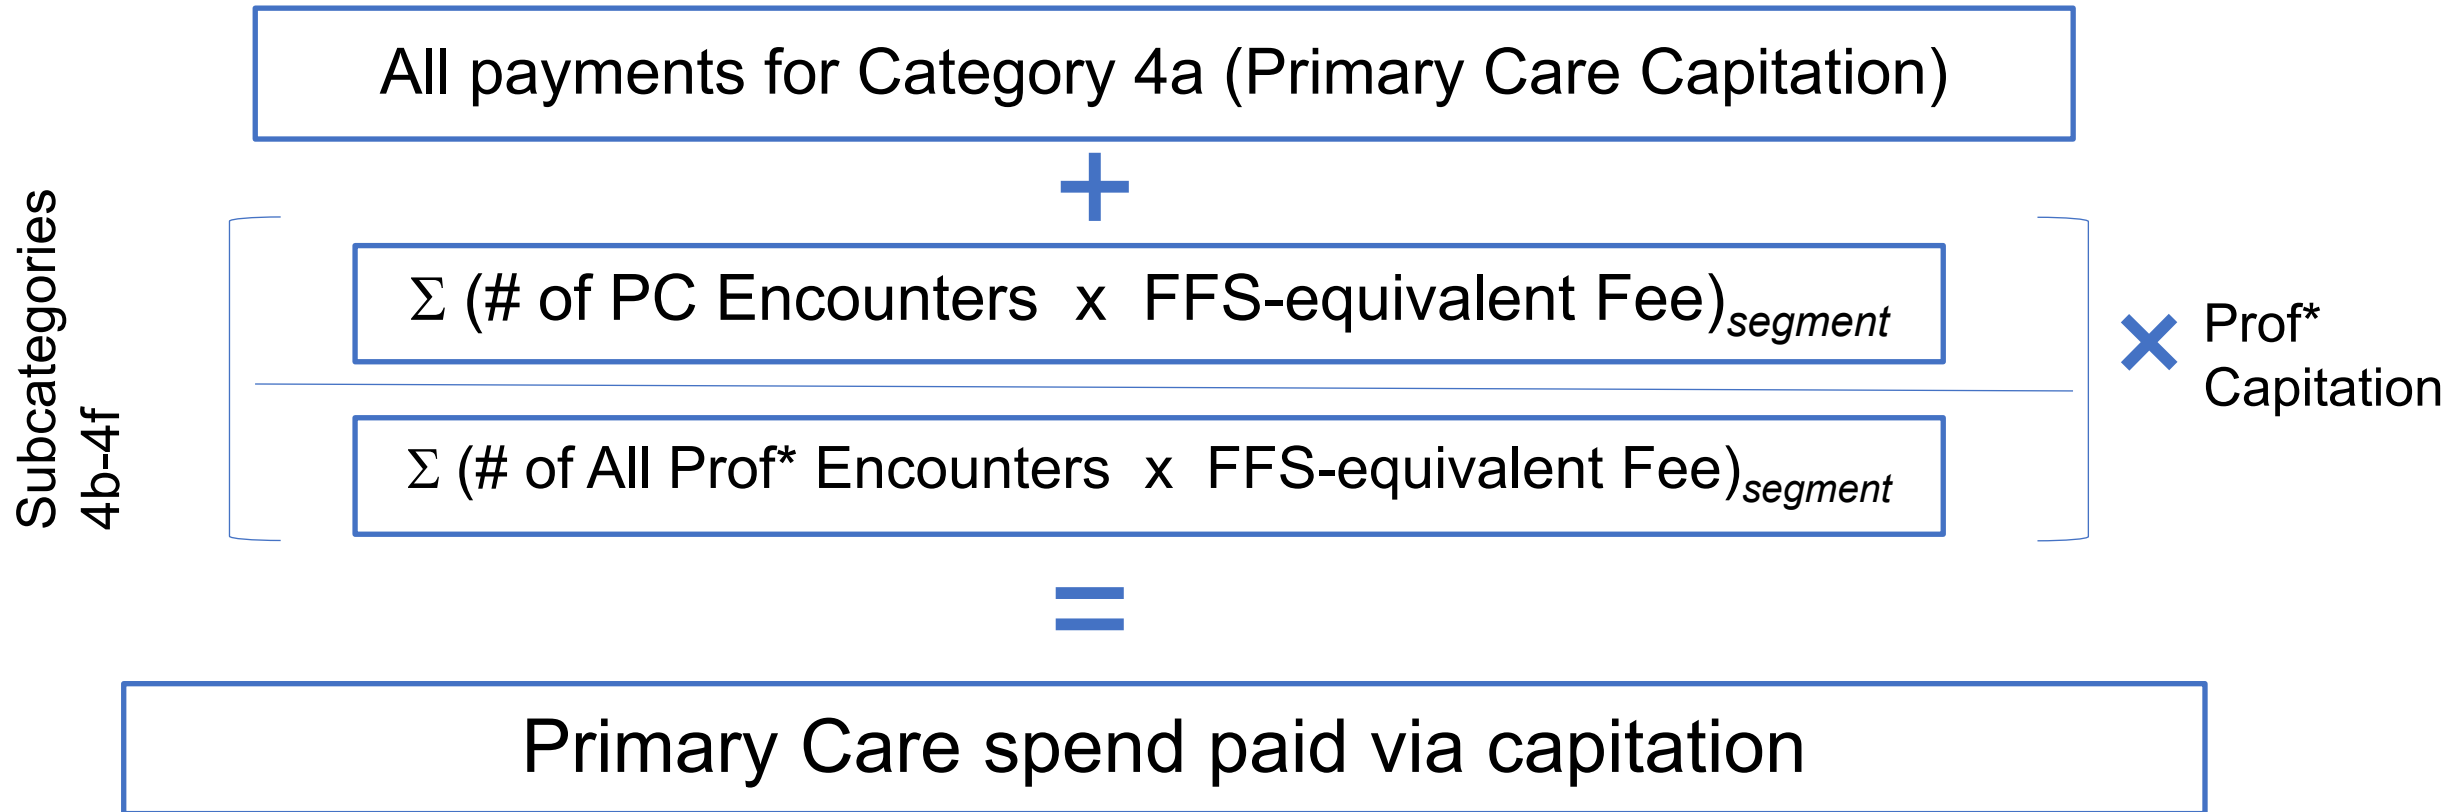 All payments for Category 4a (Primary Care Capitation)
+
Subcategories
4b-4f
Σ (# of PC Encounters x FFS-equivalent Fee)segment
Σ (# of All Prof* Encounters x FFS-equivalent Fee)segment
×
Prof*
Capitation
=
Primary Care spend paid via capitation